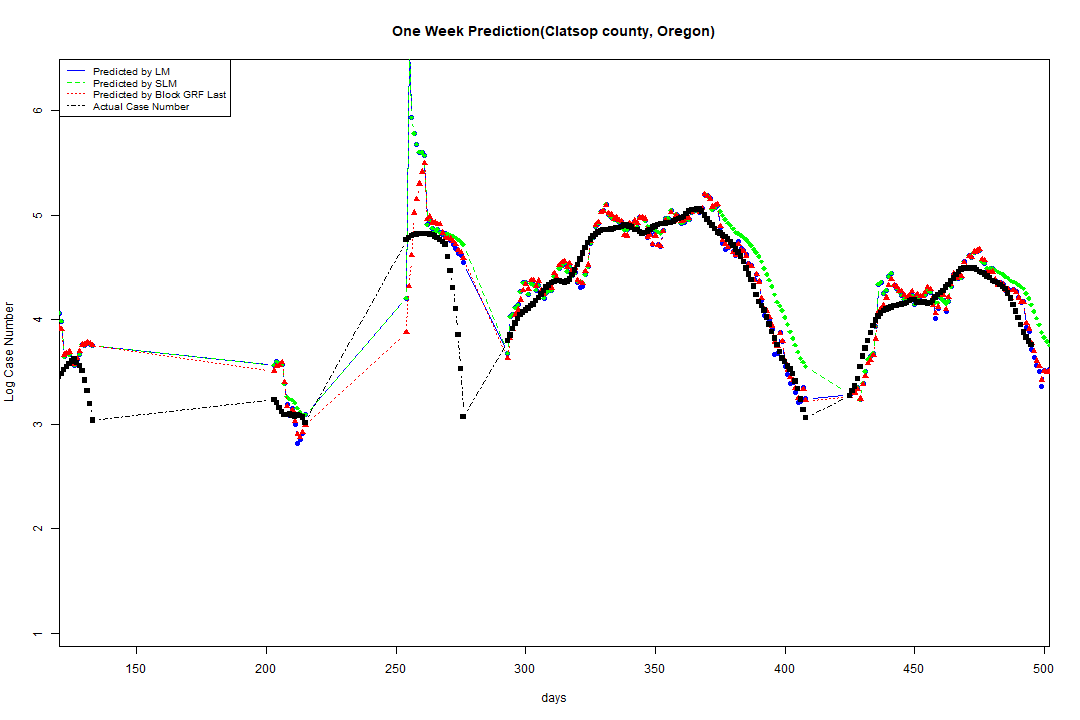 One Week Prediction(Clatsop county, Oregon)
Predicted by LM
Predicted by SLM
Predicted by Block GRF Last
Actual Case Number
6
5
4
3
2
1
Log Case Number
150 200 250 300 350 400 450 500
days